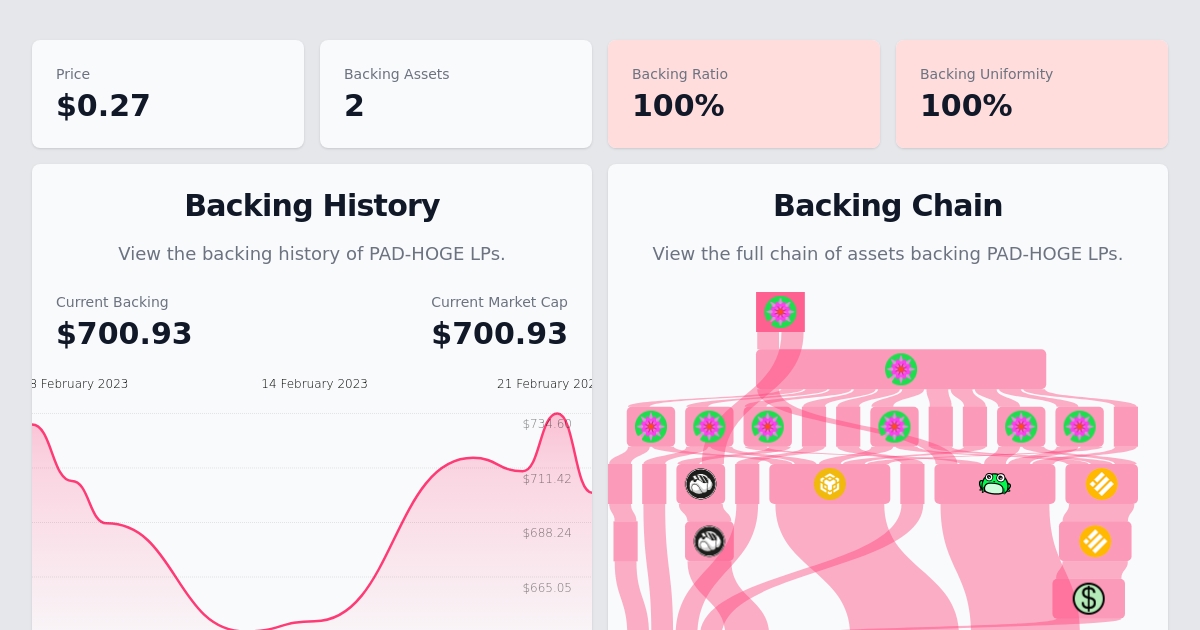 Price
$0.27
Backing Assets
2
Backing Ratio
100%
Backing Uniformity
100%
Backing History
View the backing history of PAD-HOGE LPs.
Current Backing
$700.93
Current Market Cap
$700.93
8 February 2023
14 February 2023
21 February 202
$734.60
$711.42
$688.24
$665.05
Backing Chain
View the full chain of assets backing PAD-HOGE LPs.
$